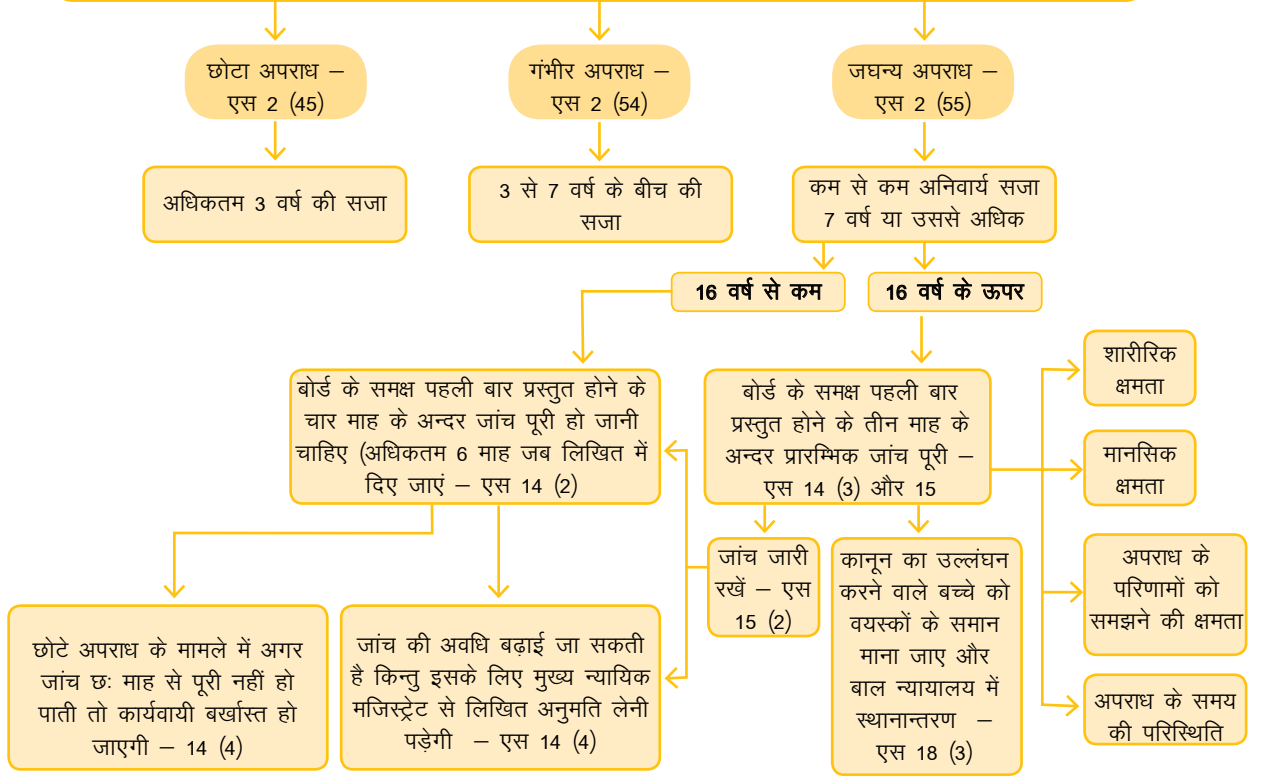 छोटा अपराध –
एस 2 (45)
गंभीर अपराध –
एस 2 (54)
जघन्य अपराध –
एस 2 (55)
अधिकतम 3 वर्ष की सजा
3 से 7 वर्ष के बीच की
सजा
कम से कम अनिवार्य सजा
7 वर्ष या उससे अधिक
16 वर्ष से कम
16 वर्ष के ऊपर
बोर्ड के समक्ष पहली बार प्रस्तुत होने के
चार माह के अन्दर जांच पूरी हो जानी
चाहिए (अधिकतम 6 माह जब लिखित में
दिए जाएं – एस 14 (2)
बोर्ड के समक्ष पहली बार
प्रस्तुत होने के तीन माह के
अन्दर प्रारम्भिक जांच पूरी –
एस 14 (3) और 15
शारीरिक
क्षमता
मानसिक
क्षमता
अपराध के
परिणामों को
समझने की क्षमता
अपराध के समय
की परिस्थिति
छोटे अपराध के मामले में अगर
जांच छः माह से पूरी नहीं हो
पाती तो कार्यवायी बर्खास्त हो
जाएगी – 14 (4)
जांच की अवधि बढ़ाई जा सकती
है किन्तु इसके लिए मुख्य न्यायिक
मजिस्ट्रेट से लिखित अनुमति लेनी
पड़ेगी – एस 14 (4)
जांच जारी
रखें – एस
15 (2)
कानून का उल्लंघन
करने वाले बच्चे को
वयस्कों के समान
माना जाए और
बाल न्यायालय में
स्थानान्तरण –
एस 18 (3)